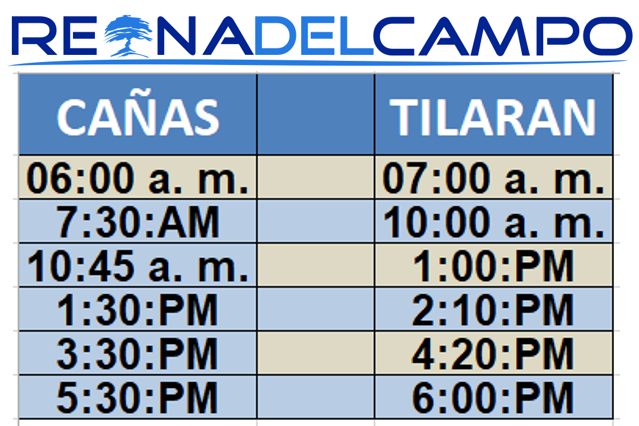 REINADELCAMPO
CAÑAS TILARAN
06:00 a. m. 07:00 a. m.
7:30:AM 10:00 a. m.
10:45 a. m. 1:00:PM
1:30:PM 2:10:PM
3:30:PM 4:20:PM
5:30:PM 6:00:PM